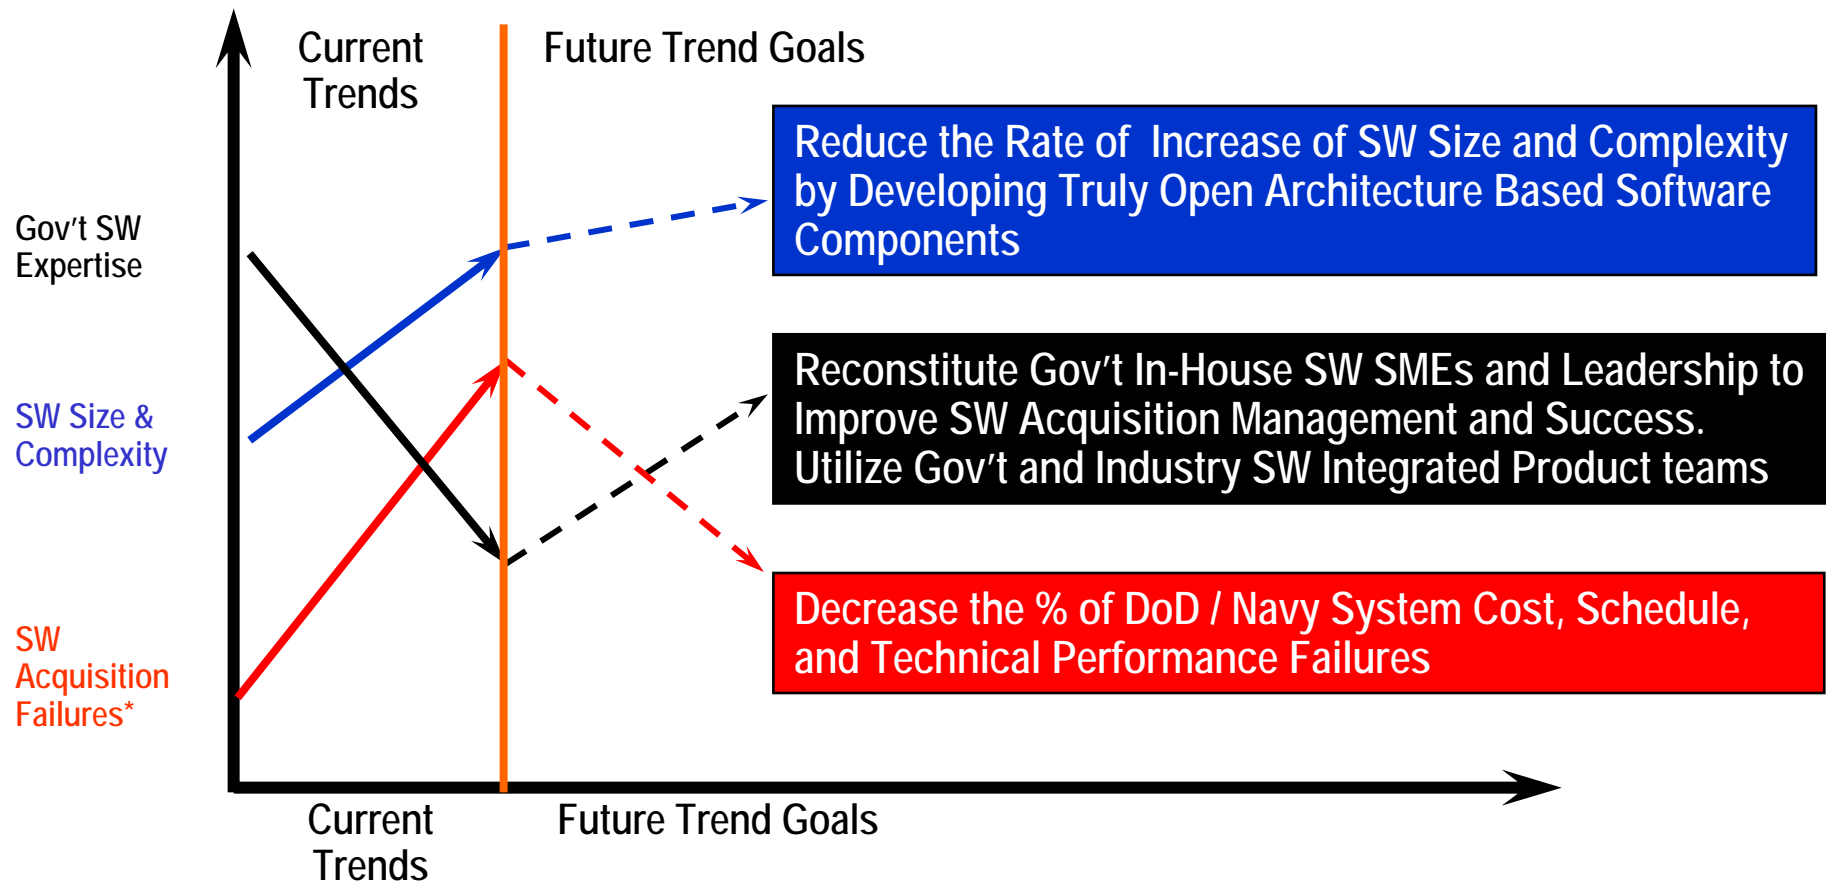 Current
Trends
Future Trend Goals
Reduce the Rate of  Increase of SW Size and Complexity
by Developing Truly Open Architecture Based Software
Components
Gov't SW
Expertise
Reconstitute Gov't In-House SW SMEs and Leadership to
Improve SW Acquisition Management and Success.
Utilize Gov't and Industry SW Integrated Product teams
SW Size &
Complexity
Decrease the % of DoD / Navy System Cost, Schedule,
and Technical Performance Failures
SW
Acquisition
Failures*
Current
Trends
Future Trend Goals